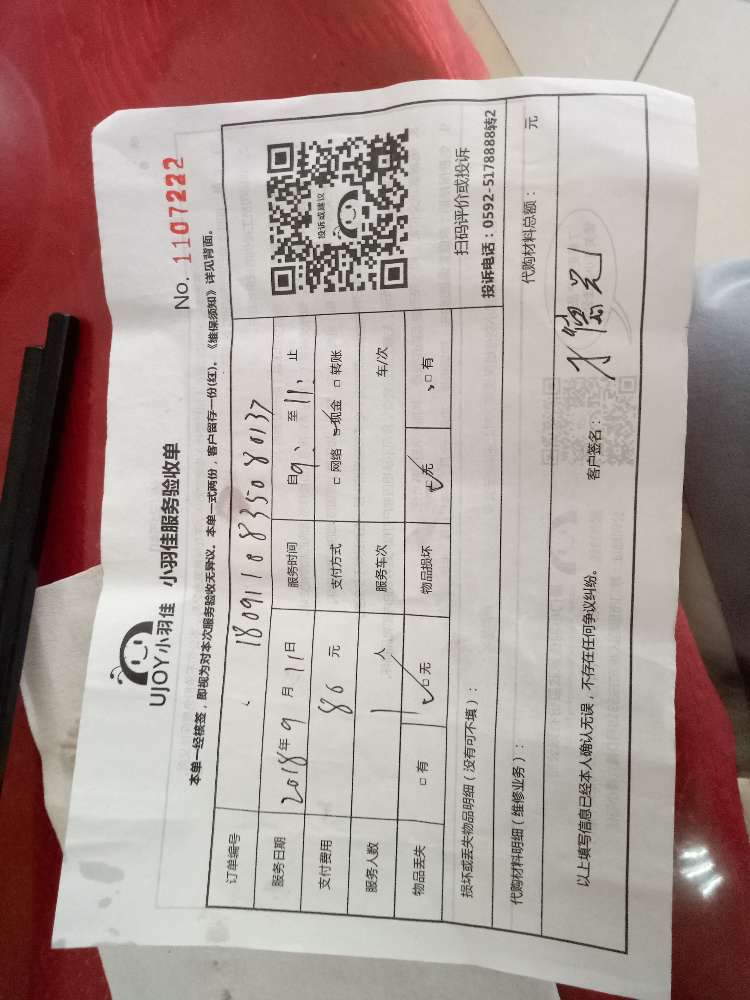 UJOY小羽佳 小羽佳服务验收单
No. 1107222
本单一经核签，即视为对本次服务验收无异议。本单一式两份，客户留存一份(红)。《维保须知》详见背面。
订单编号 1809110835080137
服务日期 2018年9月11日 服务时间 自9、至11、止
支付费用 86 元 支付方式 □ 网络 □ 现金 □ 转账
服务人数 1 人 服务车次 车/次
物品丢失 □ 有 □ 无 物品损坏 □ 无 □ 有
投诉或建议
扫码评价或投诉
投诉电话：0592-5178888转2
损坏或丢失物品明细（没有可不填）：
代购材料明细（维修业务）： 代购材料总额： 元
以上填写信息已经本人确认无误，不存在任何争议纠纷。 客户签名：